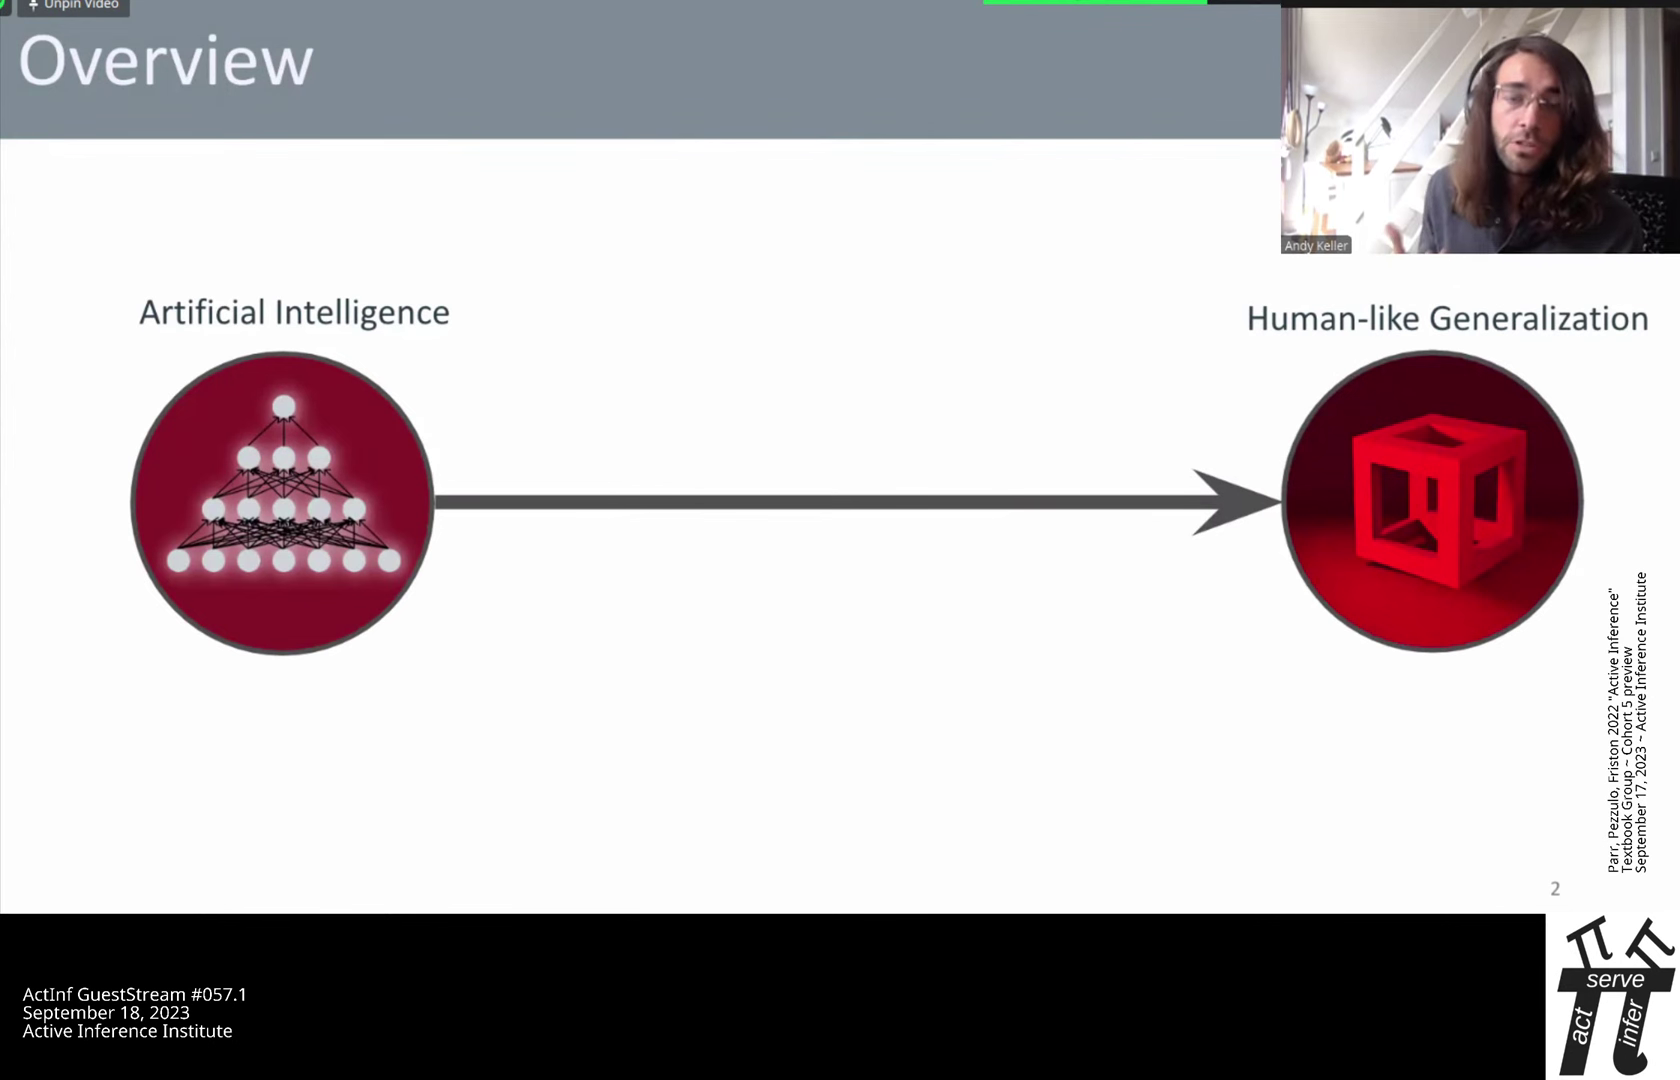 Unpin Video
Overview
Andy Keller
Artificial Intelligence
Human-like Generalization
Parr, Pezzulo, Friston 2022 "Active Inference"
Textbook Group ~ Cohort 5 preview
September 17, 2023 ~ Active Inference Institute
2
ActInf GuestStream #057.1
September 18, 2023
Active Inference Institute
π π
serve
act
infer